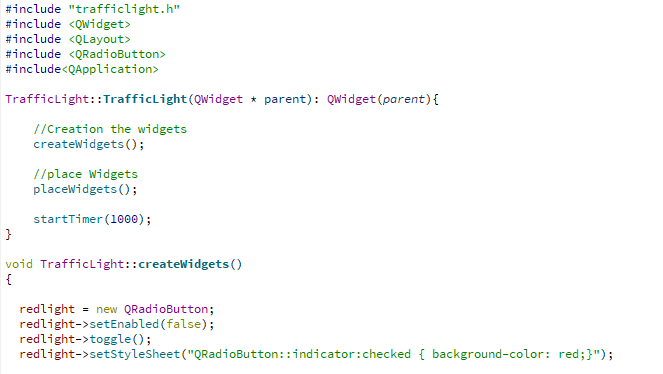 #include "trafficlight.h"
#include <QWidget>
#include <QLayout>
#include <QRadioButton>
#include<QApplication>

TrafficLight::TrafficLight(QWidget * parent): QWidget(parent){

    //Creation the widgets
    createWidgets();

    //place Widgets
    placeWidgets();

    startTimer(1000);
}

void TrafficLight::createWidgets()
{

  redlight = new QRadioButton;
  redlight->setEnabled(false);
  redlight->toggle();
  redlight->setStyleSheet("QRadioButton::indicator:checked { background-color: red;}");